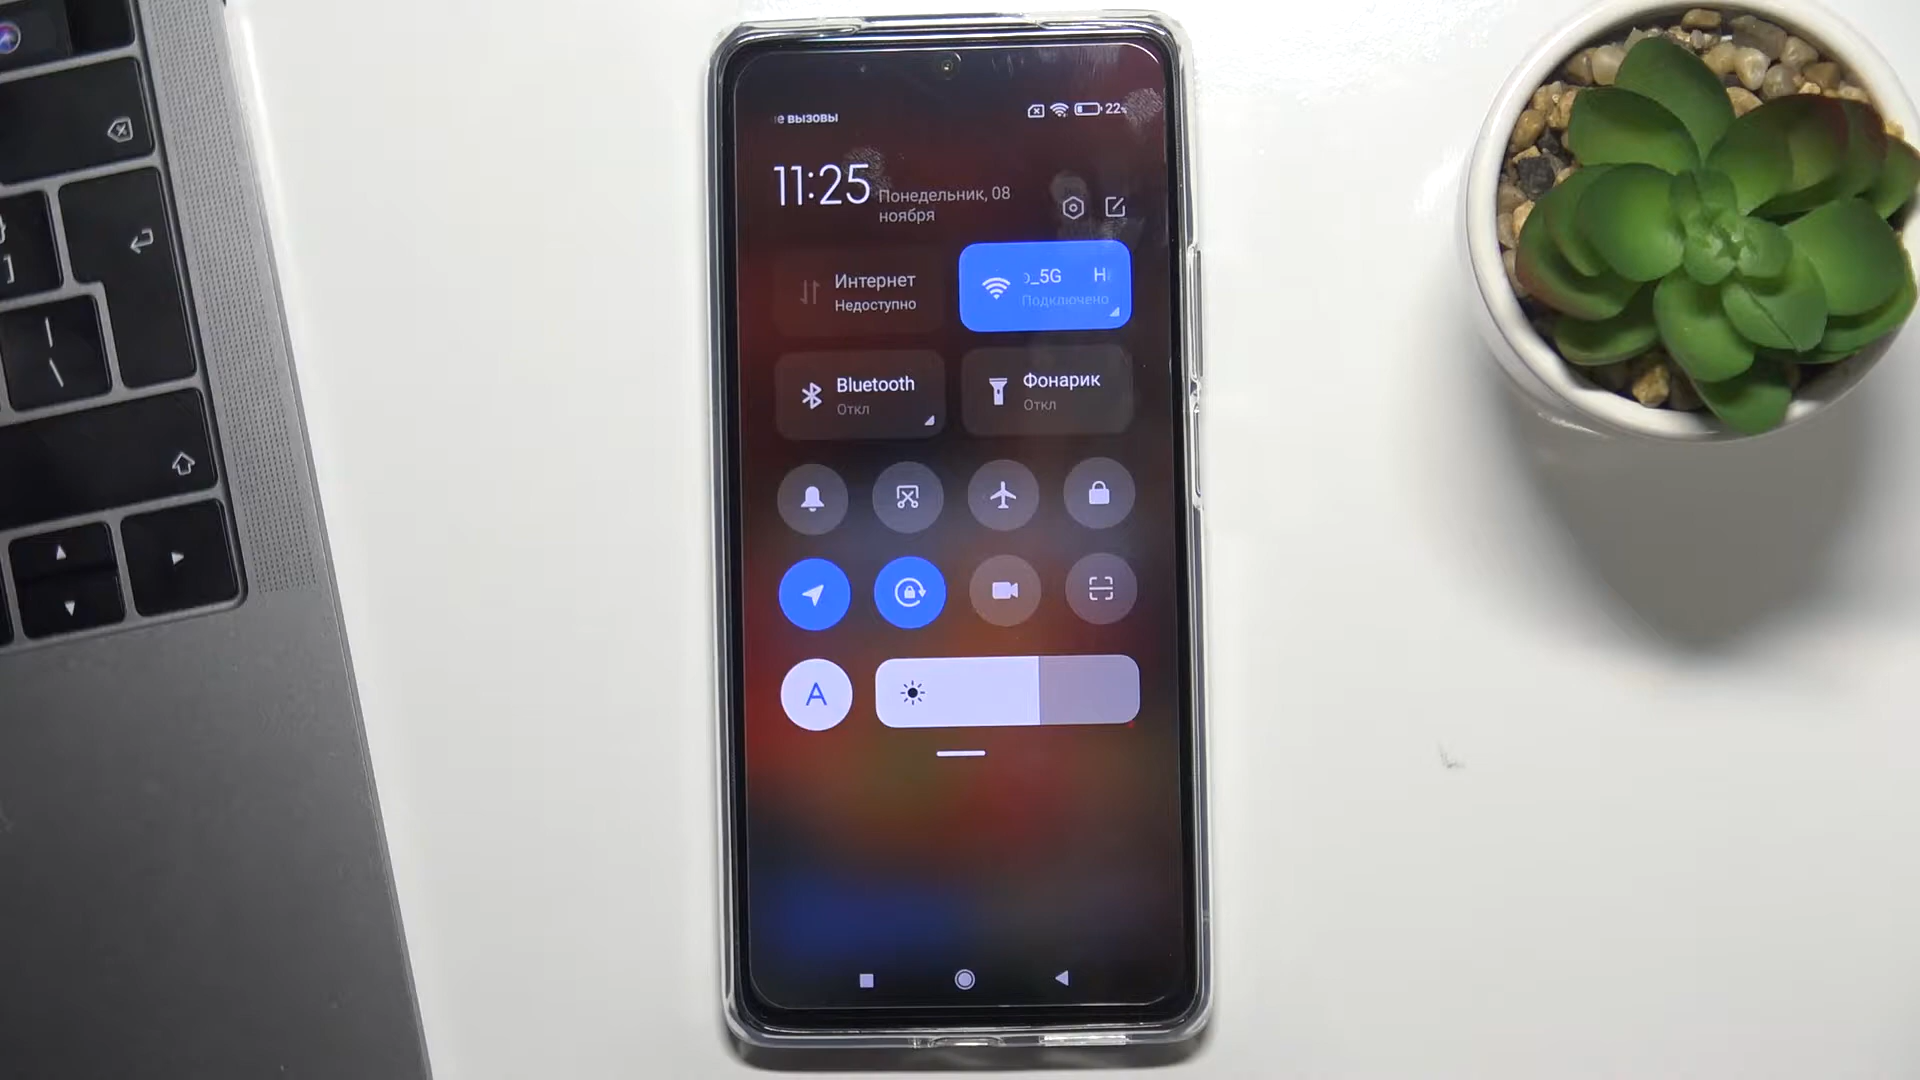 е вызовы
22
11:25
Понедельник, 08
ноября
Интернет
Недоступно
_5G
Подключено
Bluetooth
Откл
Фонарик
Откл
A